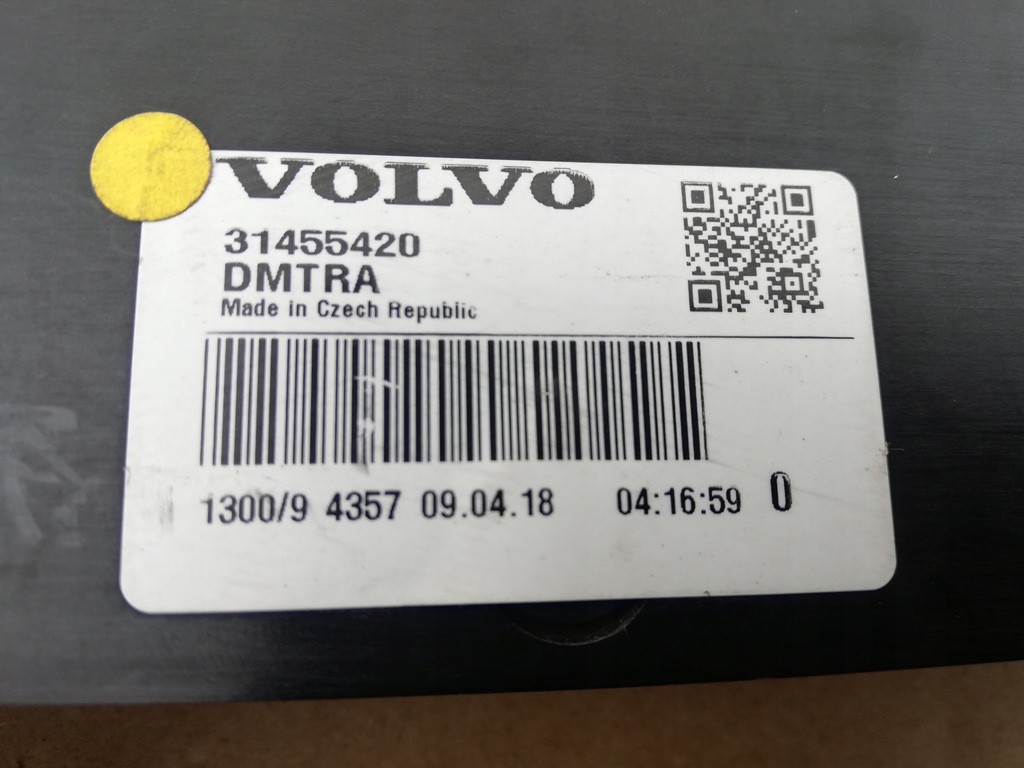 VOLVO
31455420
DMTRA
Made in Czech Republic
1300/9 4357 09.04.18 04:16:59 0